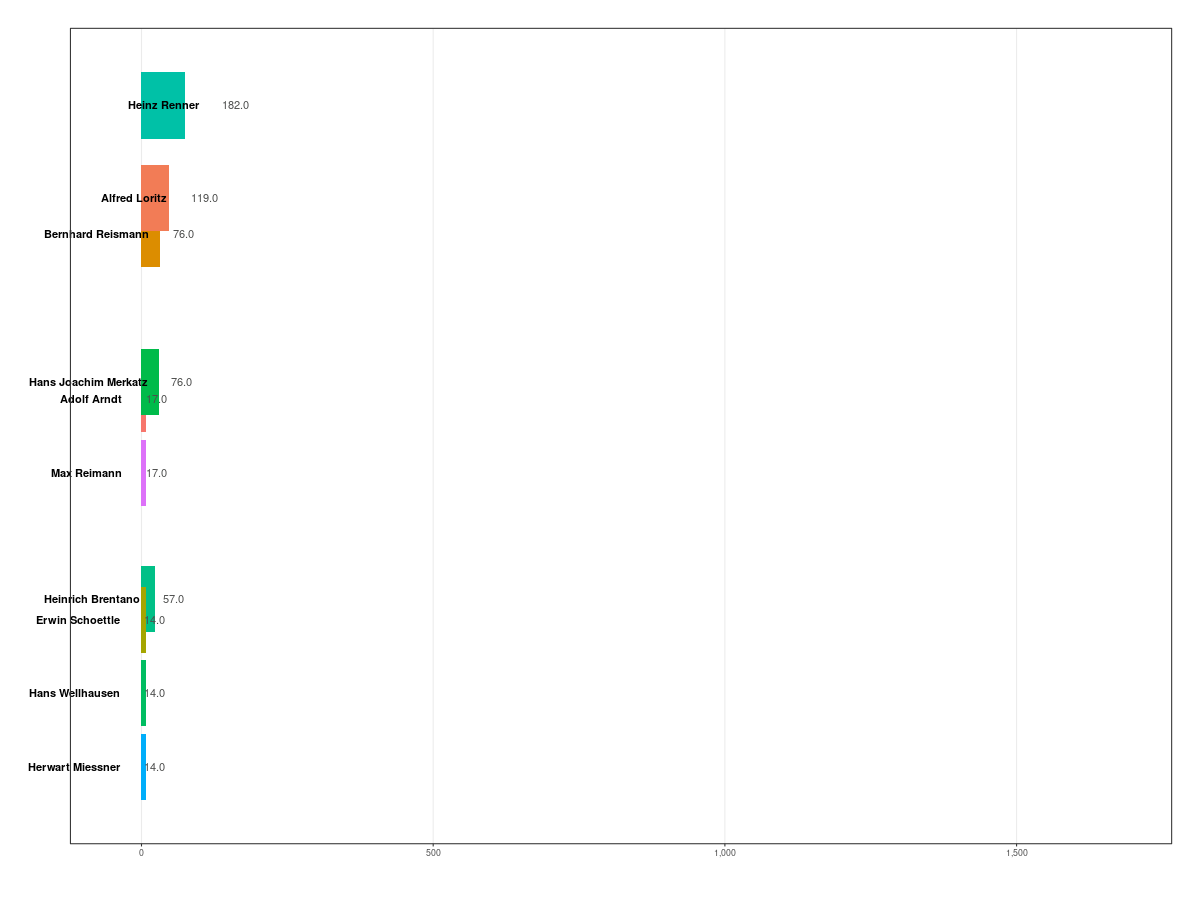 Heinz Renner 182.0
Alfred Loritz 119.0
Bernhard Reismann 76.0
Hans Joachim Merkatz 76.0
Adolf Arndt 17.0
Max Reimann 17.0
Heinrich Brentano 57.0
Erwin Schoettle 14.0
Hans Wellhausen 14.0
Herwart Miessner 14.0
0 500 1,000 1,500